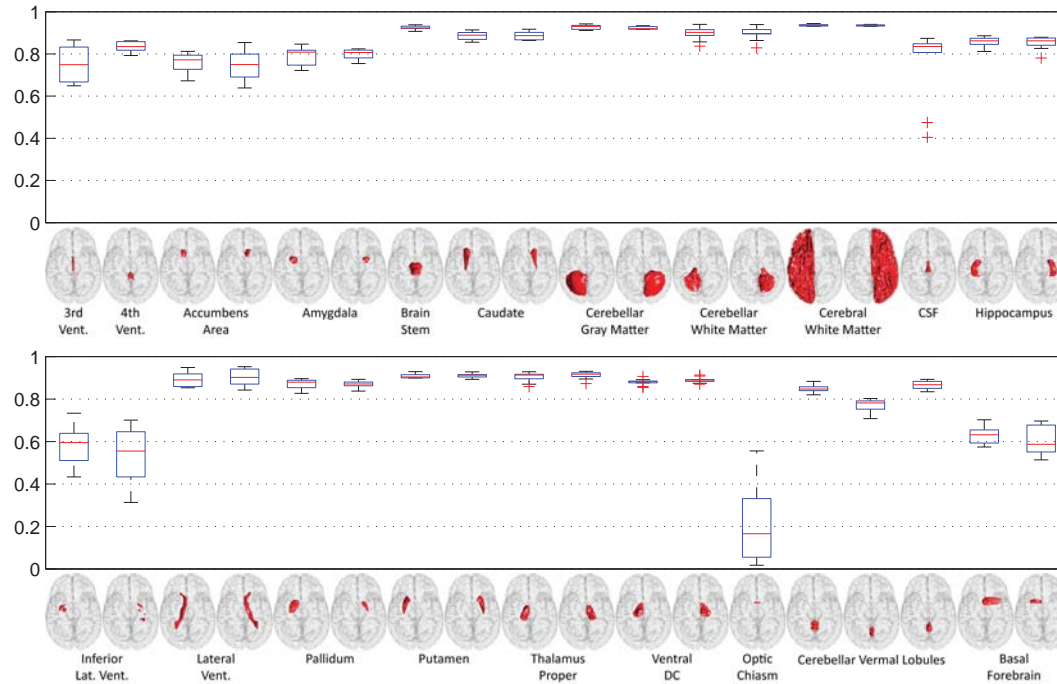 1
0.8
0.6
0.4
0.2
0
3rd Vent.
4th Vent.
Accumbens Area
Amygdala
Brain Stem
Caudate
Cerebellar Gray Matter
Cerebellar White Matter
Cerebral White Matter
CSF
Hippocampus
1
0.8
0.6
0.4
0.2
0
Inferior Lat. Vent.
Lateral Vent.
Pallidum
Putamen
Thalamus Proper
Ventral DC
Optic Chiasm
Cerebellar Vermal Lobules
Basal Forebrain